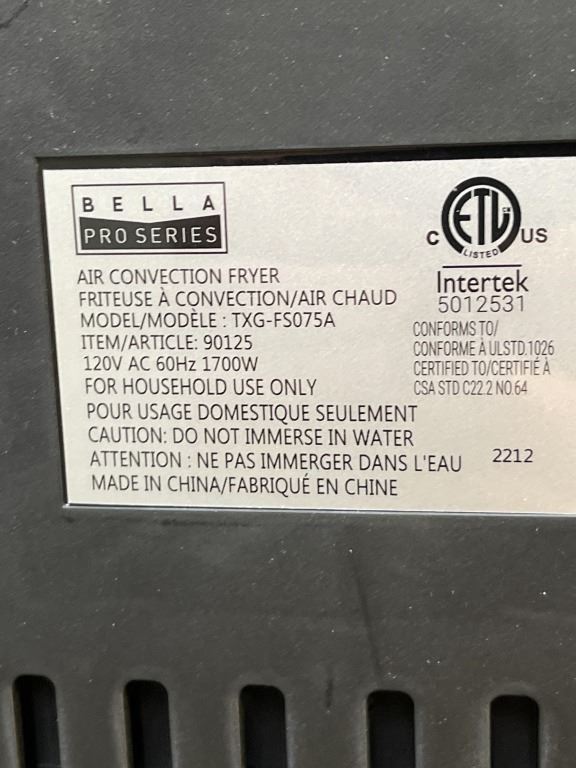 BELLA
PRO SERIES
AIR CONVECTION FRYER
FRITEUSE À CONVECTION/AIR CHAUD
MODEL/MODÈLE : TXG-FS075A
ITEM/ARTICLE: 90125
120V AC 60Hz 1700W
FOR HOUSEHOLD USE ONLY
POUR USAGE DOMESTIQUE SEULEMENT
CAUTION: DO NOT IMMERSE IN WATER
ATTENTION : NE PAS IMMERGER DANS L'EAU
MADE IN CHINA/FABRIQUÉ EN CHINE
C ETL US
LISTED
Intertek
5012531
CONFORMS TO/
CONFORME À ULSTD.1026
CERTIFIED TO/CERTIFIÉ À
CSA STD C22.2 NO.64
2212